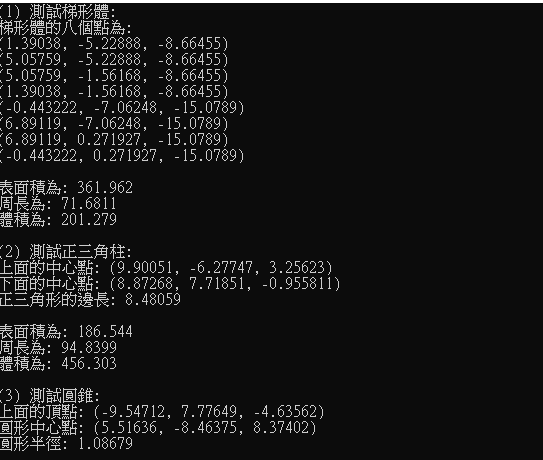 (1) 測試梯形體:
梯形體的八個點為:
(1.39038, -5.22888, -8.66455)
(5.05759, -5.22888, -8.66455)
(5.05759, -1.56168, -8.66455)
(1.39038, -1.56168, -8.66455)
(-0.443222, -7.06248, -15.0789)
(6.89119, -7.06248, -15.0789)
(6.89119, 0.271927, -15.0789)
(-0.443222, 0.271927, -15.0789)
表面積為: 361.962
周長為: 71.6811
體積為: 201.279
(2) 測試正三角柱:
上面的中心點: (9.90051, -6.27747, 3.25623)
下面的中心點: (8.87268, 7.71851, -0.955811)
正三角形的邊長: 8.48059
表面積為: 186.544
周長為: 94.8399
體積為: 456.303
(3) 測試圓錐:
上面的頂點: (-9.54712, 7.77649, -4.63562)
圓形中心點: (5.51636, -8.46375, 8.37402)
圓形半徑: 1.08679